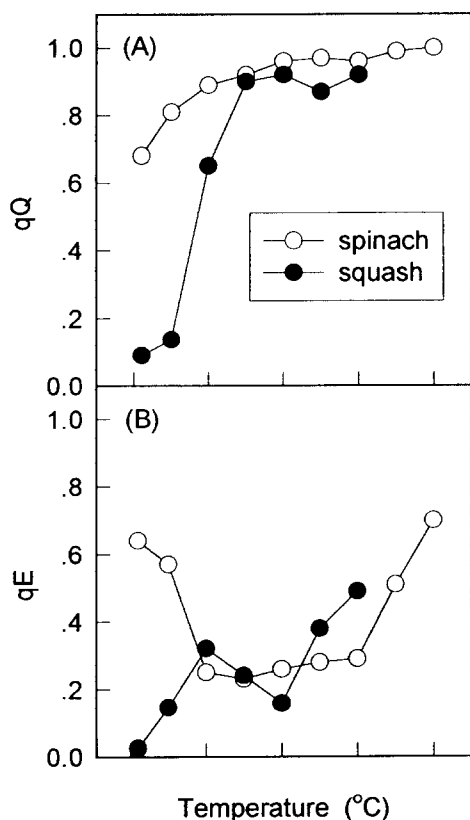 (A)
1.0
.8
.6
.4
.2
0.0
qQ
spinach
squash
(B)
1.0
.8
.6
.4
.2
0.0
qE
Temperature (°C)